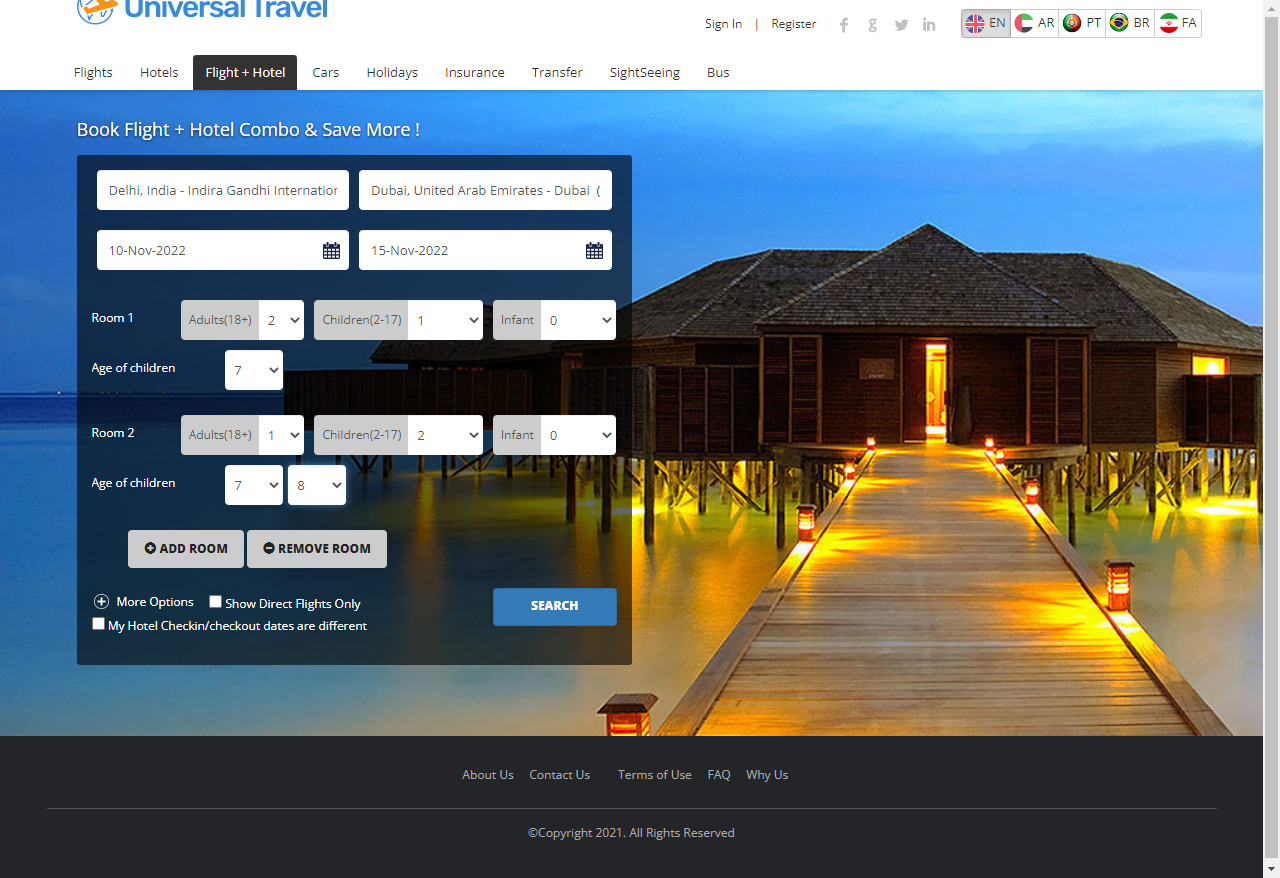 Universal Travel
Sign In | Register
EN AR PT BR FA
Flights Hotels Flight + Hotel Cars Holidays Insurance Transfer SightSeeing Bus
Book Flight + Hotel Combo & Save More !
Delhi, India - Indira Gandhi Internation Dubai, United Arab Emirates - Dubai (
10-Nov-2022 15-Nov-2022
Room 1 Adults(18+) 2 Children(2-17) 1 Infant 0
Age of children 7
Room 2 Adults(18+) 1 Children(2-17) 2 Infant 0
Age of children 7 8
ADD ROOM REMOVE ROOM
More Options Show Direct Flights Only SEARCH
My Hotel Checkin/checkout dates are different
About Us Contact Us Terms of Use FAQ Why Us
©Copyright 2021. All Rights Reserved